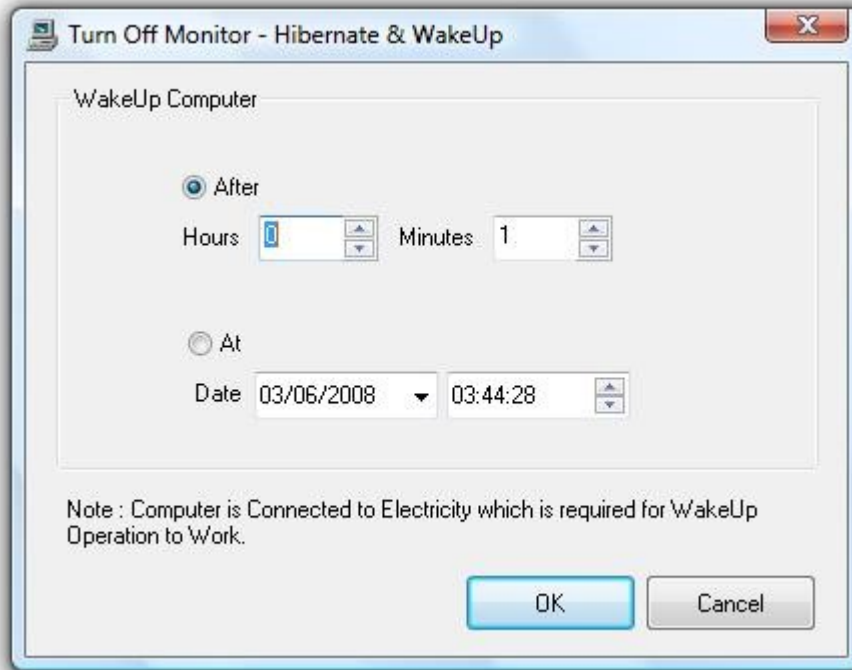 Turn Off Monitor - Hibernate & WakeUp
WakeUp Computer
After
Hours 0 Minutes 1
At
Date 03/06/2008 03:44:28
Note : Computer is Connected to Electricity which is required for WakeUp
Operation to Work.
OK Cancel